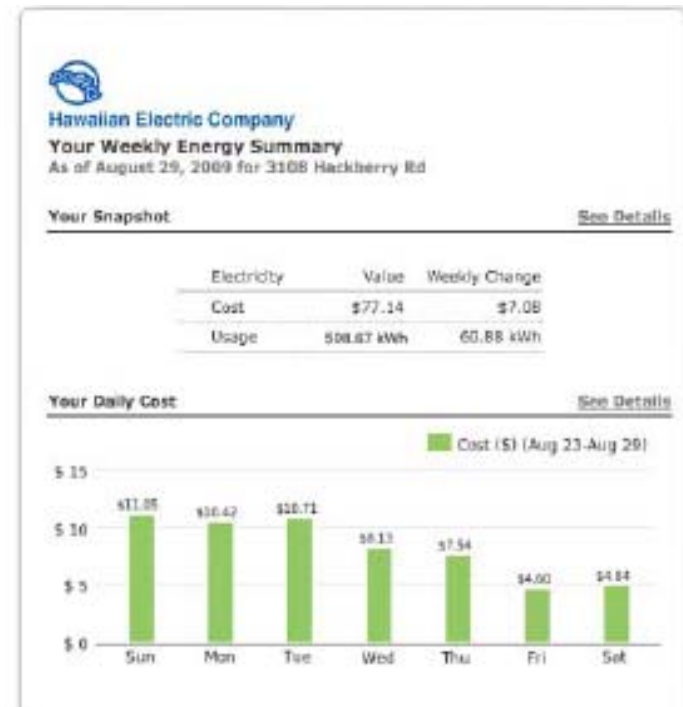 Hawaiian Electric Company
Your Weekly Energy Summary
As of August 29, 2009 for 3108 Hackberry Rd
Your Snapshot See Details
Electricity Value Weekly Change
Cost $77.14 $7.08
Usage 508.67 kWh 60.88 kWh
Your Daily Cost See Details
Cost ($) (Aug 23-Aug 29)
$ 15
$11.05 $10.42 $10.71
$ 10
$8.13 $7.54
$ 5
$4.60 $4.84
$ 0
Sun Mon Tue Wed Thu Fri Sat